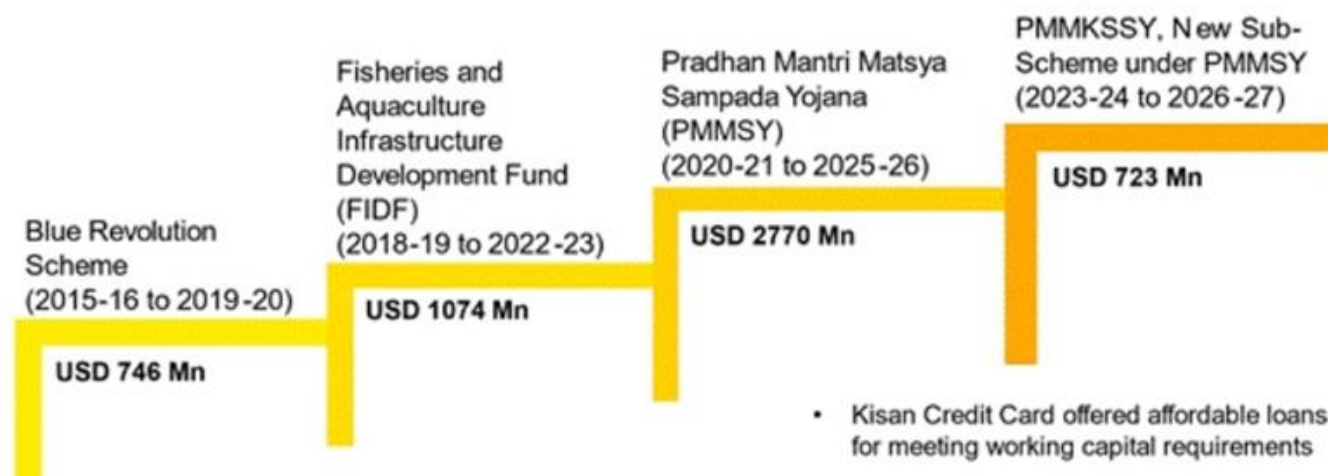 Blue Revolution
Scheme
(2015-16 to 2019-20)
USD 746 Mn
Fisheries and
Aquaculture
Infrastructure
Development Fund
(FIDF)
(2018-19 to 2022-23)
USD 1074 Mn
Pradhan Mantri Matsya
Sampada Yojana
(PMMSY)
(2020-21 to 2025-26)
USD 2770 Mn
PMMKSSY, New Sub-
Scheme under PMMSY
(2023-24 to 2026-27)
USD 723 Mn
• Kisan Credit Card offered affordable loans
for meeting working capital requirements